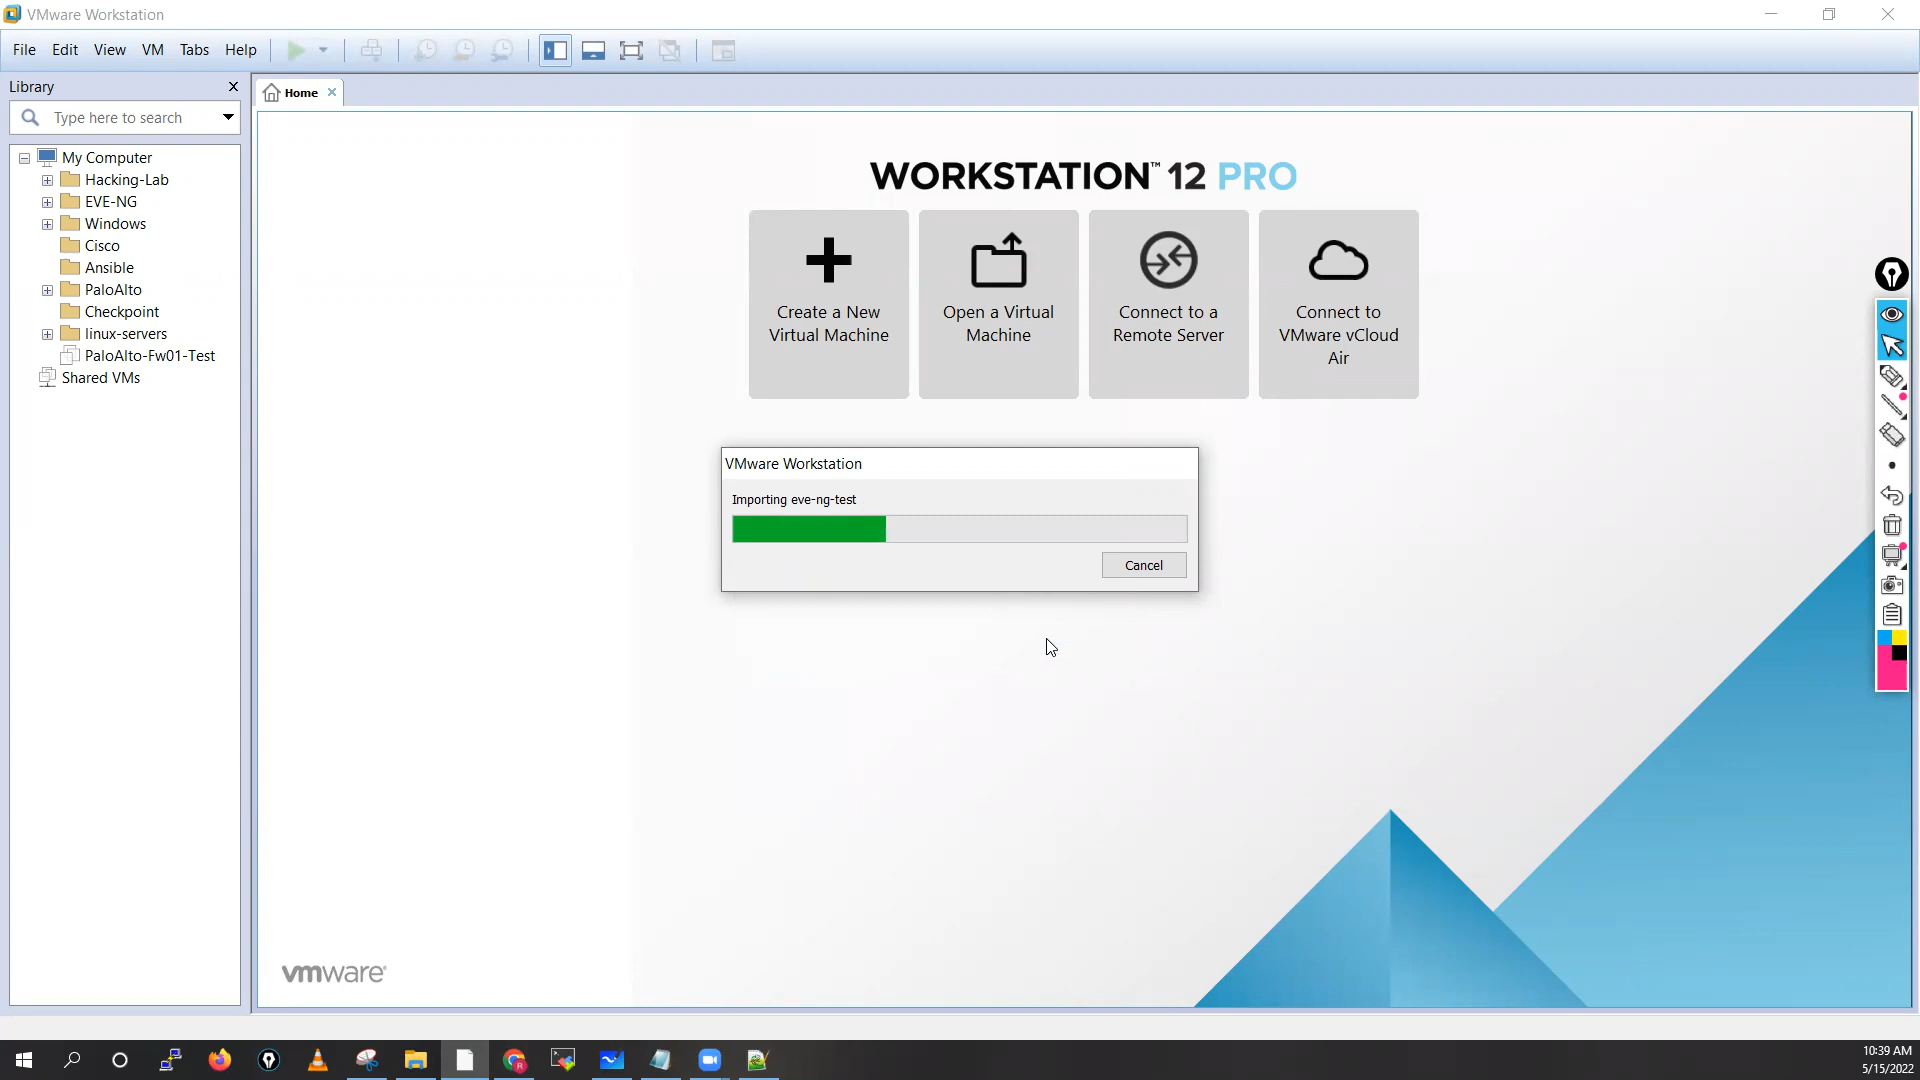 VMware Workstation
File Edit View VM Tabs Help
Library
Home
Type here to search
My Computer
Hacking-Lab
EVE-NG
Windows
Cisco
Ansible
PaloAlto
Checkpoint
linux-servers
PaloAlto-Fw01-Test
Shared VMs
WORKSTATION™ 12 PRO
Create a New
Virtual Machine
Open a Virtual
Machine
Connect to a
Remote Server
Connect to
VMware vCloud
Air
VMware Workstation
Importing eve-ng-test
Cancel
vmware®
R
10:39 AM
5/15/2022